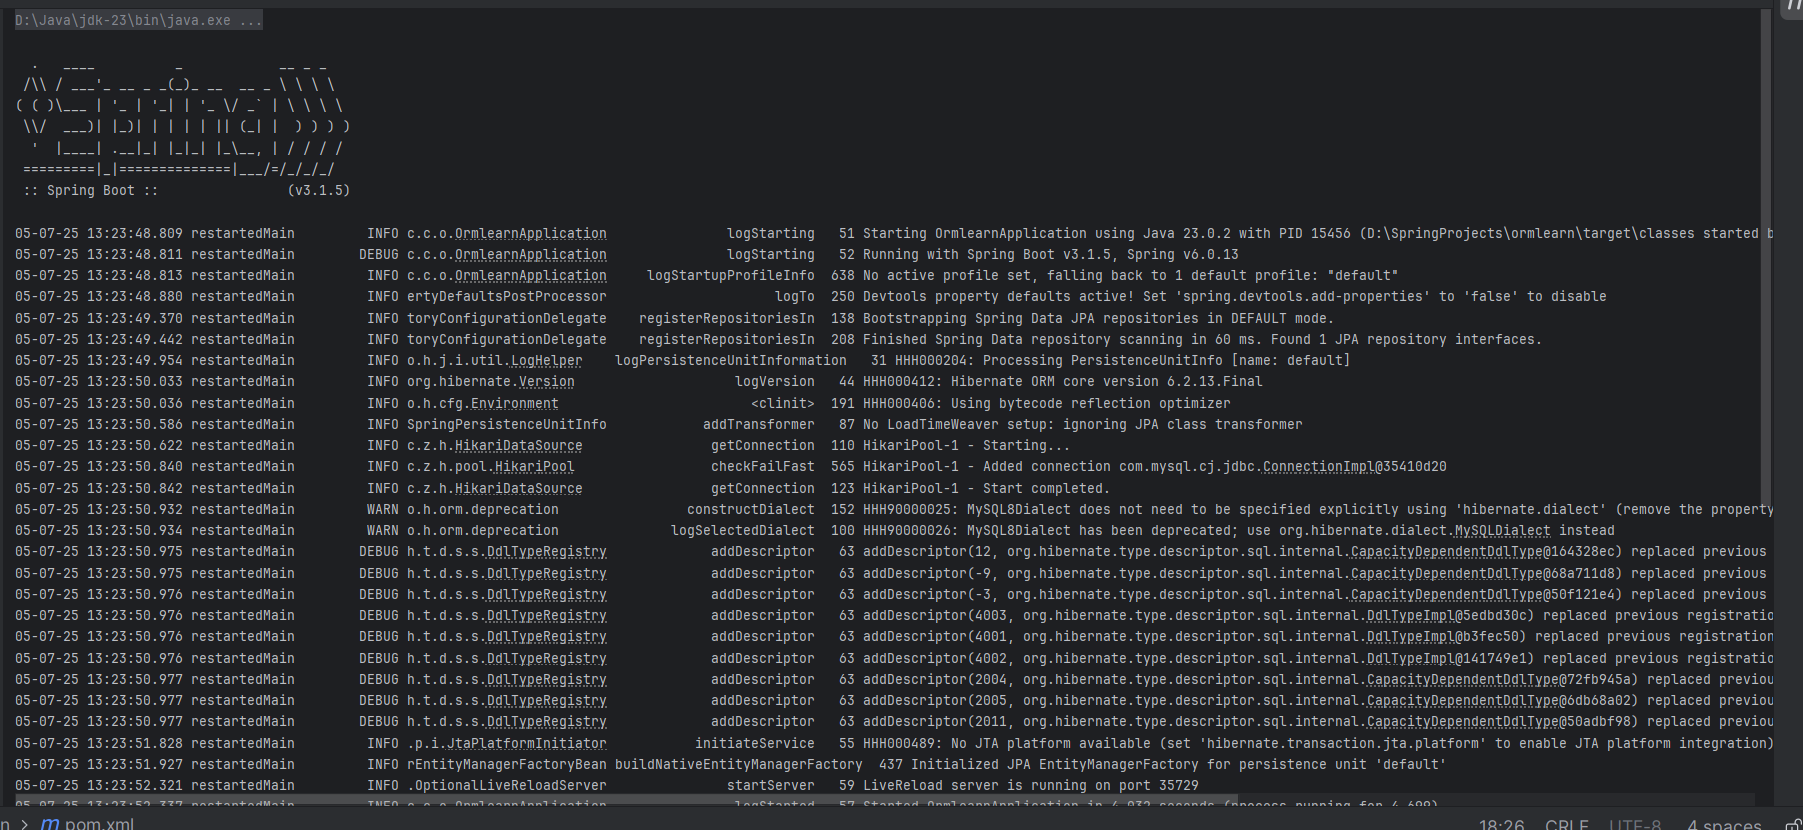 D:\Java\jdk-23\bin\java.exe ...
  .   ____          _            __ _ _
 /\\ / ___'_ __ _ _(_)_ __  __ _ \ \ \ \
( ( )\___ | '_ | '_| | '_ \/ _` | \ \ \ \
 \\/  ___)| |_)| | | | | || (_| |  ) ) ) )
  '  |____| .__|_| |_|_| |_\__, | / / / /
 =========|_|==============|___/=/_/_/_/
 :: Spring Boot ::                (v3.1.5)
05-07-25 13:23:48.809 restartedMain         INFO c.c.o.OrmlearnApplication               logStarting   51 Starting OrmlearnApplication using Java 23.0.2 with PID 15456 (D:\SpringProjects\ormlearn\target\classes started b
05-07-25 13:23:48.811 restartedMain        DEBUG c.c.o.OrmlearnApplication               logStarting   52 Running with Spring Boot v3.1.5, Spring v6.0.13
05-07-25 13:23:48.813 restartedMain         INFO c.c.o.OrmlearnApplication     logStartupProfileInfo  638 No active profile set, falling back to 1 default profile: "default"
05-07-25 13:23:48.880 restartedMain         INFO ertyDefaultsPostProcessor                     logTo  250 Devtools property defaults active! Set 'spring.devtools.add-properties' to 'false' to disable
05-07-25 13:23:49.370 restartedMain         INFO toryConfigurationDelegate    registerRepositoriesIn  138 Bootstrapping Spring Data JPA repositories in DEFAULT mode.
05-07-25 13:23:49.442 restartedMain         INFO toryConfigurationDelegate    registerRepositoriesIn  208 Finished Spring Data repository scanning in 60 ms. Found 1 JPA repository interfaces.
05-07-25 13:23:49.954 restartedMain         INFO o.h.j.i.util.LogHelper    logPersistenceUnitInformation   31 HHH000204: Processing PersistenceUnitInfo [name: default]
05-07-25 13:23:50.033 restartedMain         INFO org.hibernate.Version                    logVersion   44 HHH000412: Hibernate ORM core version 6.2.13.Final
05-07-25 13:23:50.036 restartedMain         INFO o.h.cfg.Environment                        <clinit>  191 HHH000406: Using bytecode reflection optimizer
05-07-25 13:23:50.586 restartedMain         INFO SpringPersistenceUnitInfo            addTransformer   87 No LoadTimeWeaver setup: ignoring JPA class transformer
05-07-25 13:23:50.622 restartedMain         INFO c.z.h.HikariDataSource                getConnection  110 HikariPool-1 - Starting...
05-07-25 13:23:50.840 restartedMain         INFO c.z.h.pool.HikariPool                 checkFailFast  565 HikariPool-1 - Added connection com.mysql.cj.jdbc.ConnectionImpl@35410d20
05-07-25 13:23:50.842 restartedMain         INFO c.z.h.HikariDataSource                getConnection  123 HikariPool-1 - Start completed.
05-07-25 13:23:50.932 restartedMain         WARN o.h.orm.deprecation                constructDialect  152 HHH90000025: MySQL8Dialect does not need to be specified explicitly using 'hibernate.dialect' (remove the property
05-07-25 13:23:50.934 restartedMain         WARN o.h.orm.deprecation              logSelectedDialect  100 HHH90000026: MySQL8Dialect has been deprecated; use org.hibernate.dialect.MySQLDialect instead
05-07-25 13:23:50.975 restartedMain        DEBUG h.t.d.s.s.DdlTypeRegistry             addDescriptor   63 addDescriptor(12, org.hibernate.type.descriptor.sql.internal.CapacityDependentDdlType@164328ec) replaced previous
05-07-25 13:23:50.975 restartedMain        DEBUG h.t.d.s.s.DdlTypeRegistry             addDescriptor   63 addDescriptor(-9, org.hibernate.type.descriptor.sql.internal.CapacityDependentDdlType@68a711d8) replaced previous
05-07-25 13:23:50.976 restartedMain        DEBUG h.t.d.s.s.DdlTypeRegistry             addDescriptor   63 addDescriptor(-3, org.hibernate.type.descriptor.sql.internal.CapacityDependentDdlType@50f121e4) replaced previous
05-07-25 13:23:50.976 restartedMain        DEBUG h.t.d.s.s.DdlTypeRegistry             addDescriptor   63 addDescriptor(4003, org.hibernate.type.descriptor.sql.internal.DdlTypeImpl@5edbd30c) replaced previous registratio
05-07-25 13:23:50.976 restartedMain        DEBUG h.t.d.s.s.DdlTypeRegistry             addDescriptor   63 addDescriptor(4001, org.hibernate.type.descriptor.sql.internal.DdlTypeImpl@b3fec50) replaced previous registration
05-07-25 13:23:50.976 restartedMain        DEBUG h.t.d.s.s.DdlTypeRegistry             addDescriptor   63 addDescriptor(4002, org.hibernate.type.descriptor.sql.internal.DdlTypeImpl@141749e1) replaced previous registratio
05-07-25 13:23:50.977 restartedMain        DEBUG h.t.d.s.s.DdlTypeRegistry             addDescriptor   63 addDescriptor(2004, org.hibernate.type.descriptor.sql.internal.CapacityDependentDdlType@72fb945a) replaced previou
05-07-25 13:23:50.977 restartedMain        DEBUG h.t.d.s.s.DdlTypeRegistry             addDescriptor   63 addDescriptor(2005, org.hibernate.type.descriptor.sql.internal.CapacityDependentDdlType@6db68a02) replaced previou
05-07-25 13:23:50.977 restartedMain        DEBUG h.t.d.s.s.DdlTypeRegistry             addDescriptor   63 addDescriptor(2011, org.hibernate.type.descriptor.sql.internal.CapacityDependentDdlType@50adbf98) replaced previou
05-07-25 13:23:51.828 restartedMain         INFO .p.i.JtaPlatformInitiator           initiateService   55 HHH000489: No JTA platform available (set 'hibernate.transaction.jta.platform' to enable JTA platform integration)
05-07-25 13:23:51.927 restartedMain         INFO rEntityManagerFactoryBean buildNativeEntityManagerFactory  437 Initialized JPA EntityManagerFactory for persistence unit 'default'
05-07-25 13:23:52.321 restartedMain         INFO .OptionalLiveReloadServer               startServer   59 LiveReload server is running on port 35729
05-07-25 13:23:52.337 restartedMain         INFO c.c.o.OrmlearnApplication                logStarted   57 Started OrmlearnApplication in 4.032 seconds (process running for 4.699)
n > m pom.xml
18:26 CRLF UTF-8 4 spaces